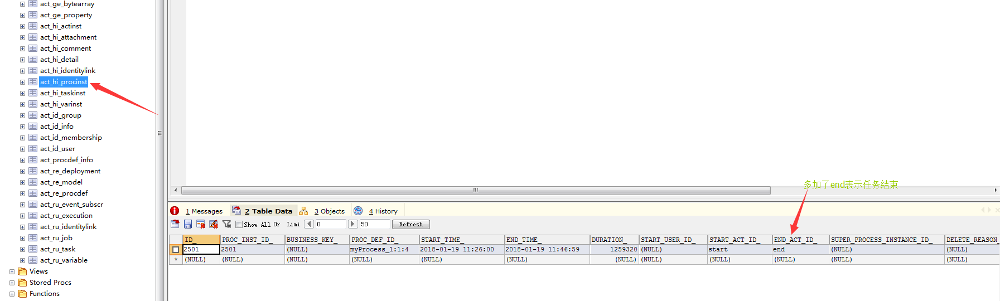 act_ge_bytearray
act_ge_property
act_hi_actinst
act_hi_attachment
act_hi_comment
act_hi_detail
act_hi_identitylink
act_hi_procinst
act_hi_taskinst
act_hi_varinst
act_id_group
act_id_info
act_id_membership
act_id_user
act_procdef_info
act_re_deployment
act_re_model
act_re_procdef
act_ru_event_subscr
act_ru_execution
act_ru_identitylink
act_ru_job
act_ru_task
act_ru_variable
Views
Stored Procs
Functions
多加了end表示任务结束
1 Messages 2 Table Data 3 Objects 4 History
Show All Or Limi 0 50 Refresh
ID_ PROC_INST_ID_ BUSINESS_KEY_ PROC_DEF_ID_ START_TIME_ END_TIME_ DURATION_ START_USER_ID_ START_ACT_ID_ END_ACT_ID_ SUPER_PROCESS_INSTANCE_ID_ DELETE_REASON_
2501 2501 (NULL) myProcess_1:1:4 2018-01-19 11:26:00 2018-01-19 11:46:59 1259320 (NULL) start end (NULL) (NULL)
* (NULL) (NULL) (NULL) (NULL) (NULL) (NULL) (NULL) (NULL) (NULL) (NULL) (NULL) (NULL)